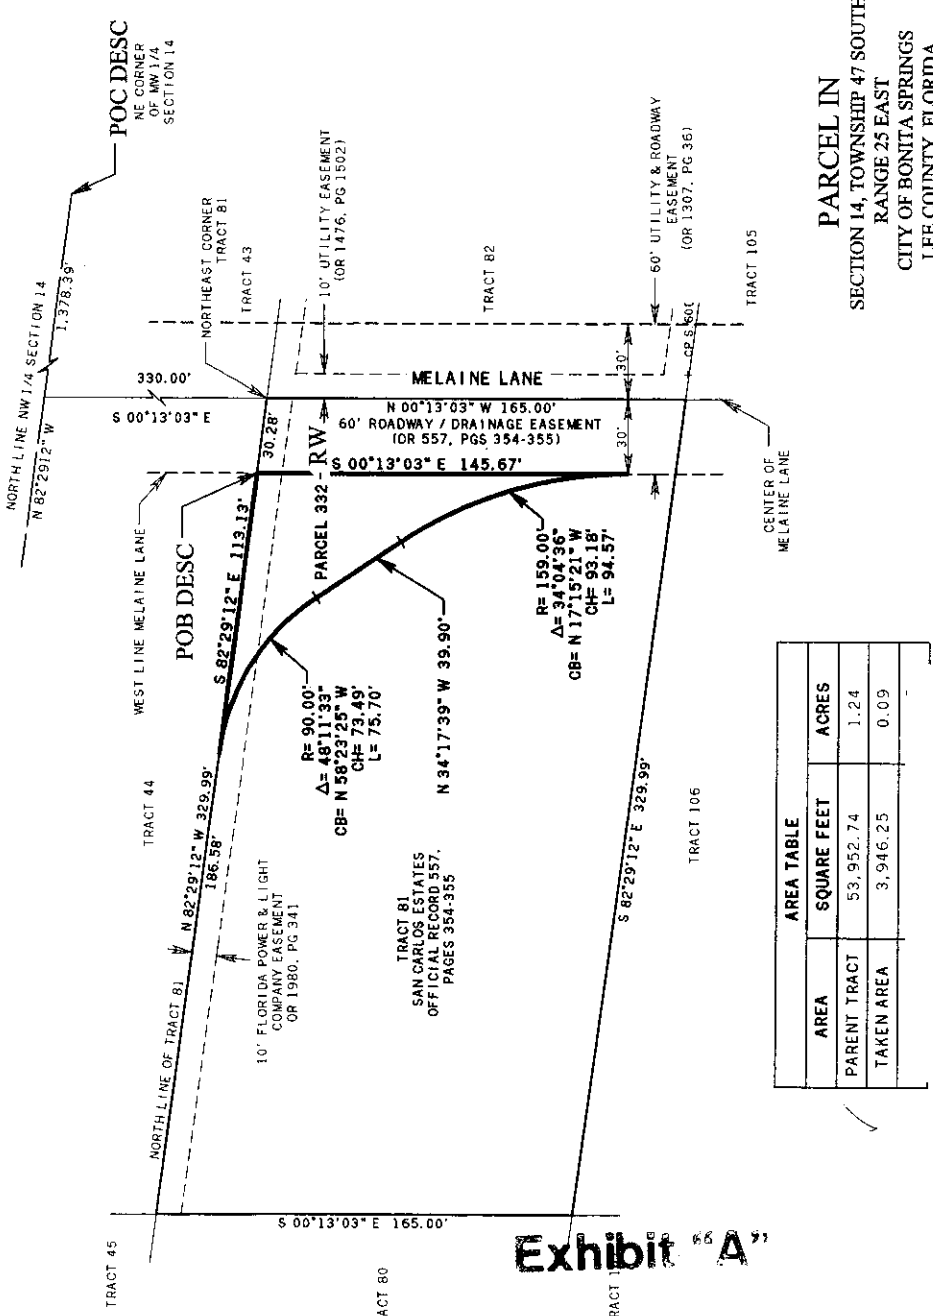 POC DESC
NE CORNER
OF MW 1/4
SECTION 14
NORTH LINE NW 1/4 SECTION 14
N 82°2912" W
1,378.39'
330.00'
S 00°13'03" E
NORTHEAST CORNER
TRACT 81
TRACT 43
10' UTILITY EASEMENT
(OR 1476, PG 1502)
TRACT 82
60' UTILITY & ROADWAY
EASEMENT
(OR 1307, PG 36)
TRACT 105
MELAINE LANE
N 00°13'03" W 165.00'
60' ROADWAY / DRAINAGE EASEMENT
(OR 557, PGS 354-355)
S 00°13'03" E 145.67'
30.28'
30'
30'
CENTER OF
MELAINE LANE
WEST LINE MELAINE LANE
POB DESC
S 82°29'12" E 113.13'
PARCEL 332 - RW
R= 159.00'
Δ= 34°04'36"
CB= N 17°15'21" W
CH= 93.18'
L= 94.57'
N 34°17'39" W 39.90'
R= 90.00'
Δ= 48°11'33"
CB= N 58°23'25" W
CH= 73.49'
L= 75.70'
TRACT 44
N 82°29'12" W 329.99'
186.58'
NORTH LINE OF TRACT 81
10' FLORIDA POWER & LIGHT
COMPANY EASEMENT
OR 1980, PG 341
TRACT 81
SAN CARLOS ESTATES
OFFICIAL RECORD 557,
PAGES 354-355
S 82°29'12" E 329.99'
TRACT 106
S 00°13'03" E 165.00'
TRACT 45
PARCEL IN
SECTION 14, TOWNSHIP 47 SOUTH
RANGE 25 EAST
CITY OF BONITA SPRINGS
LEE COUNTY, FLORIDA
AREA TABLE
AREA SQUARE FEET ACRES
PARENT TRACT 53,952.74 1.24
TAKEN AREA 3,946.25 0.09
Exhibit "A"